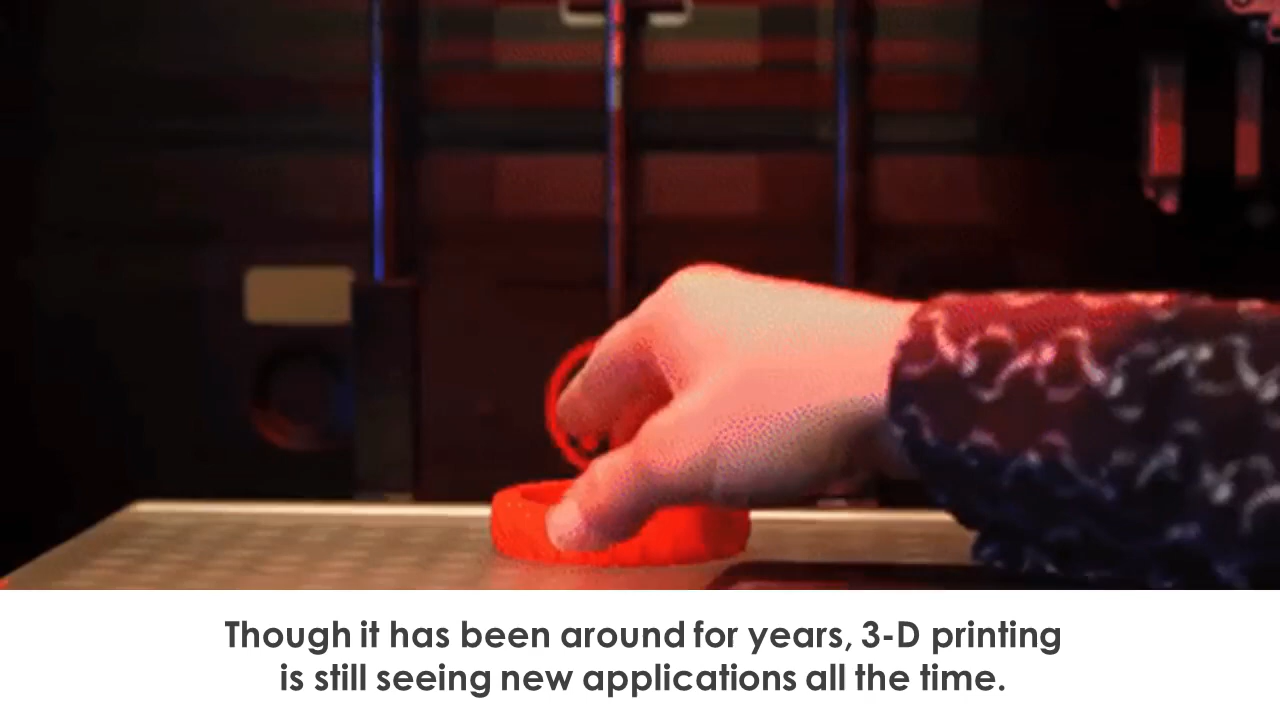 Though it has been around for years, 3-D printing
is still seeing new applications all the time.